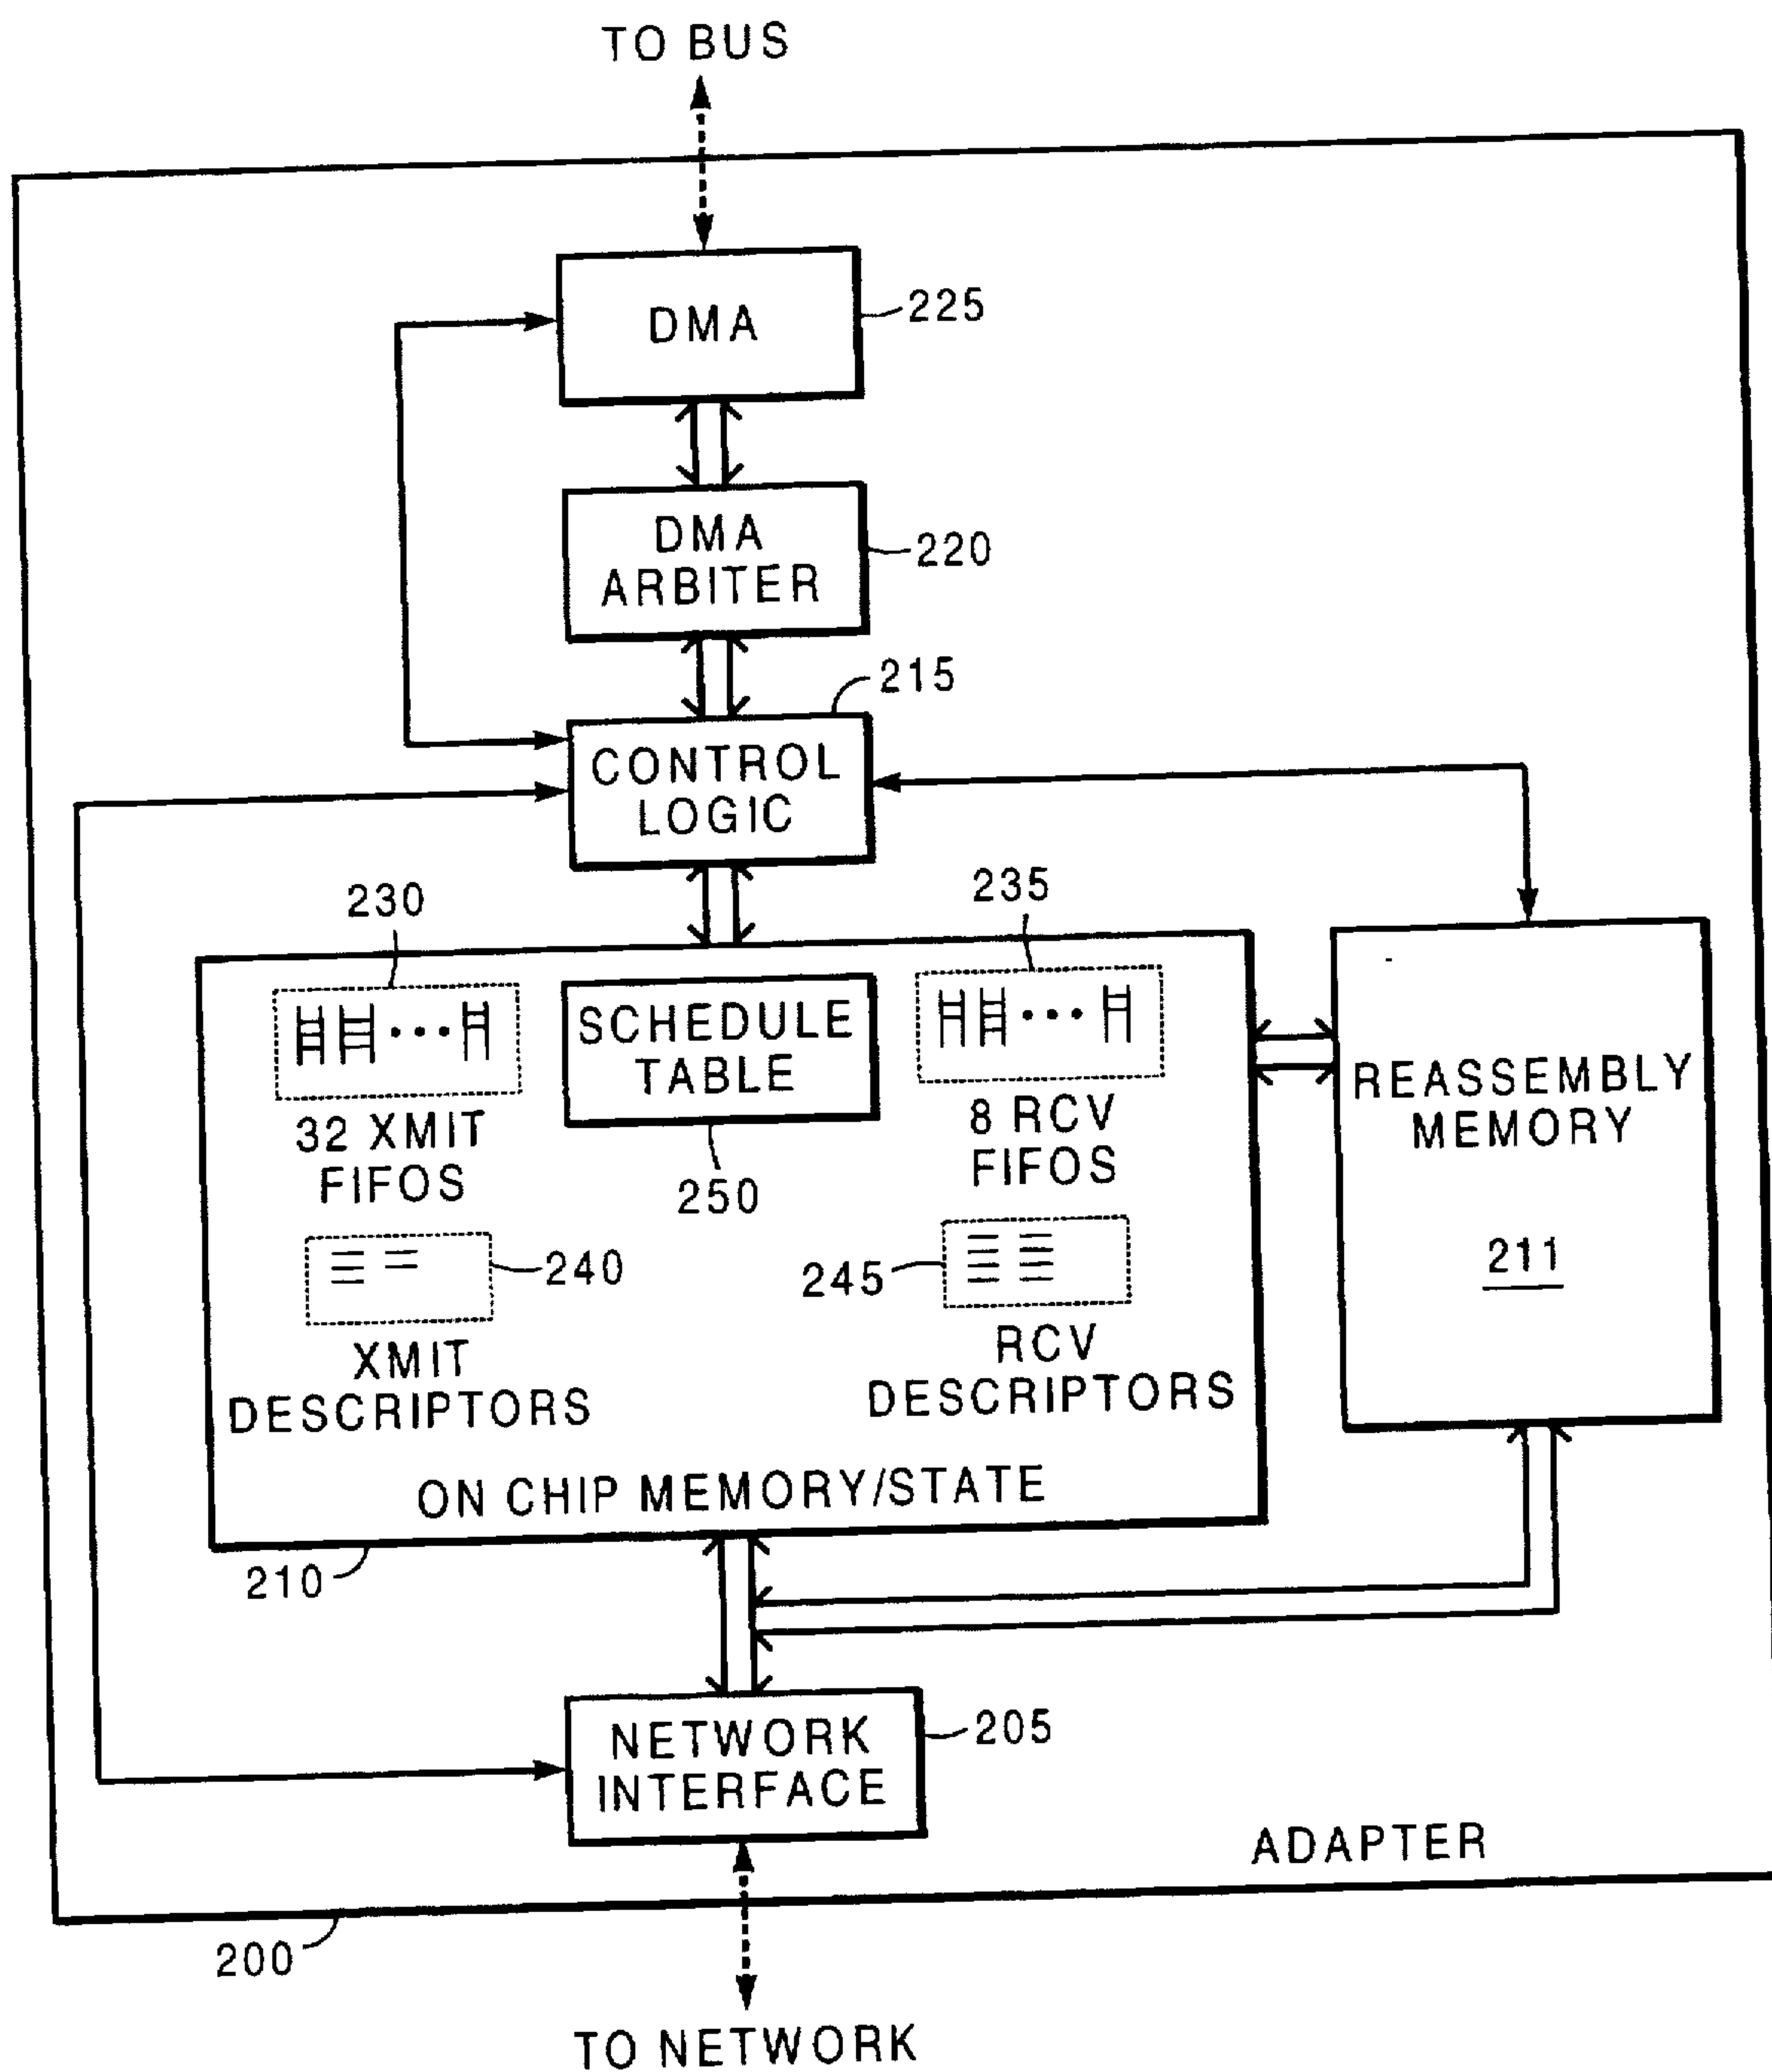 TO BUS
DMA
225
DMA
ARBITER
220
215
CONTROL
LOGIC
230
235
SCHEDULE
TABLE
32 XMIT
FIFOS
250
8 RCV
FIFOS
REASSEMBLY
MEMORY
211
240
245
XMIT
DESCRIPTORS
RCV
DESCRIPTORS
ON CHIP MEMORY/STATE
210
NETWORK
INTERFACE
205
ADAPTER
200
TO NETWORK